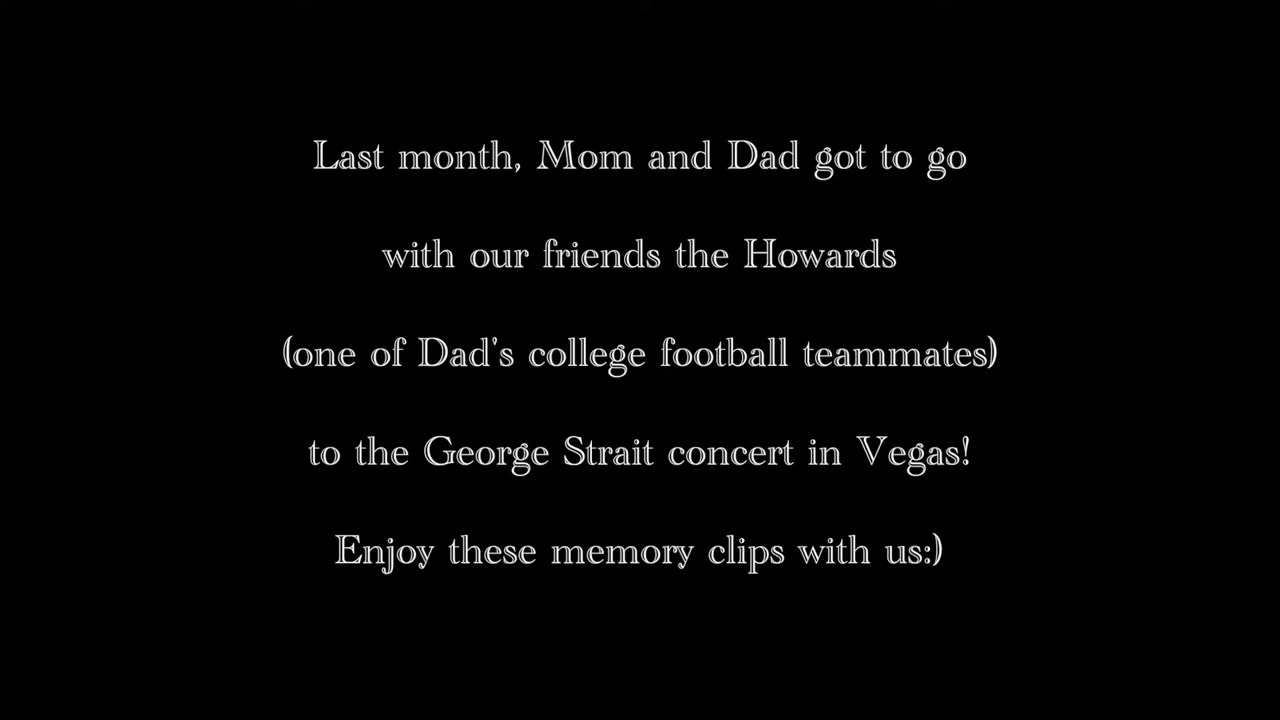 Last month, Mom and Dad got to go
with our friends the Howards
(one of Dad's college football teammates)
to the George Strait concert in Vegas!
Enjoy these memory clips with us:)